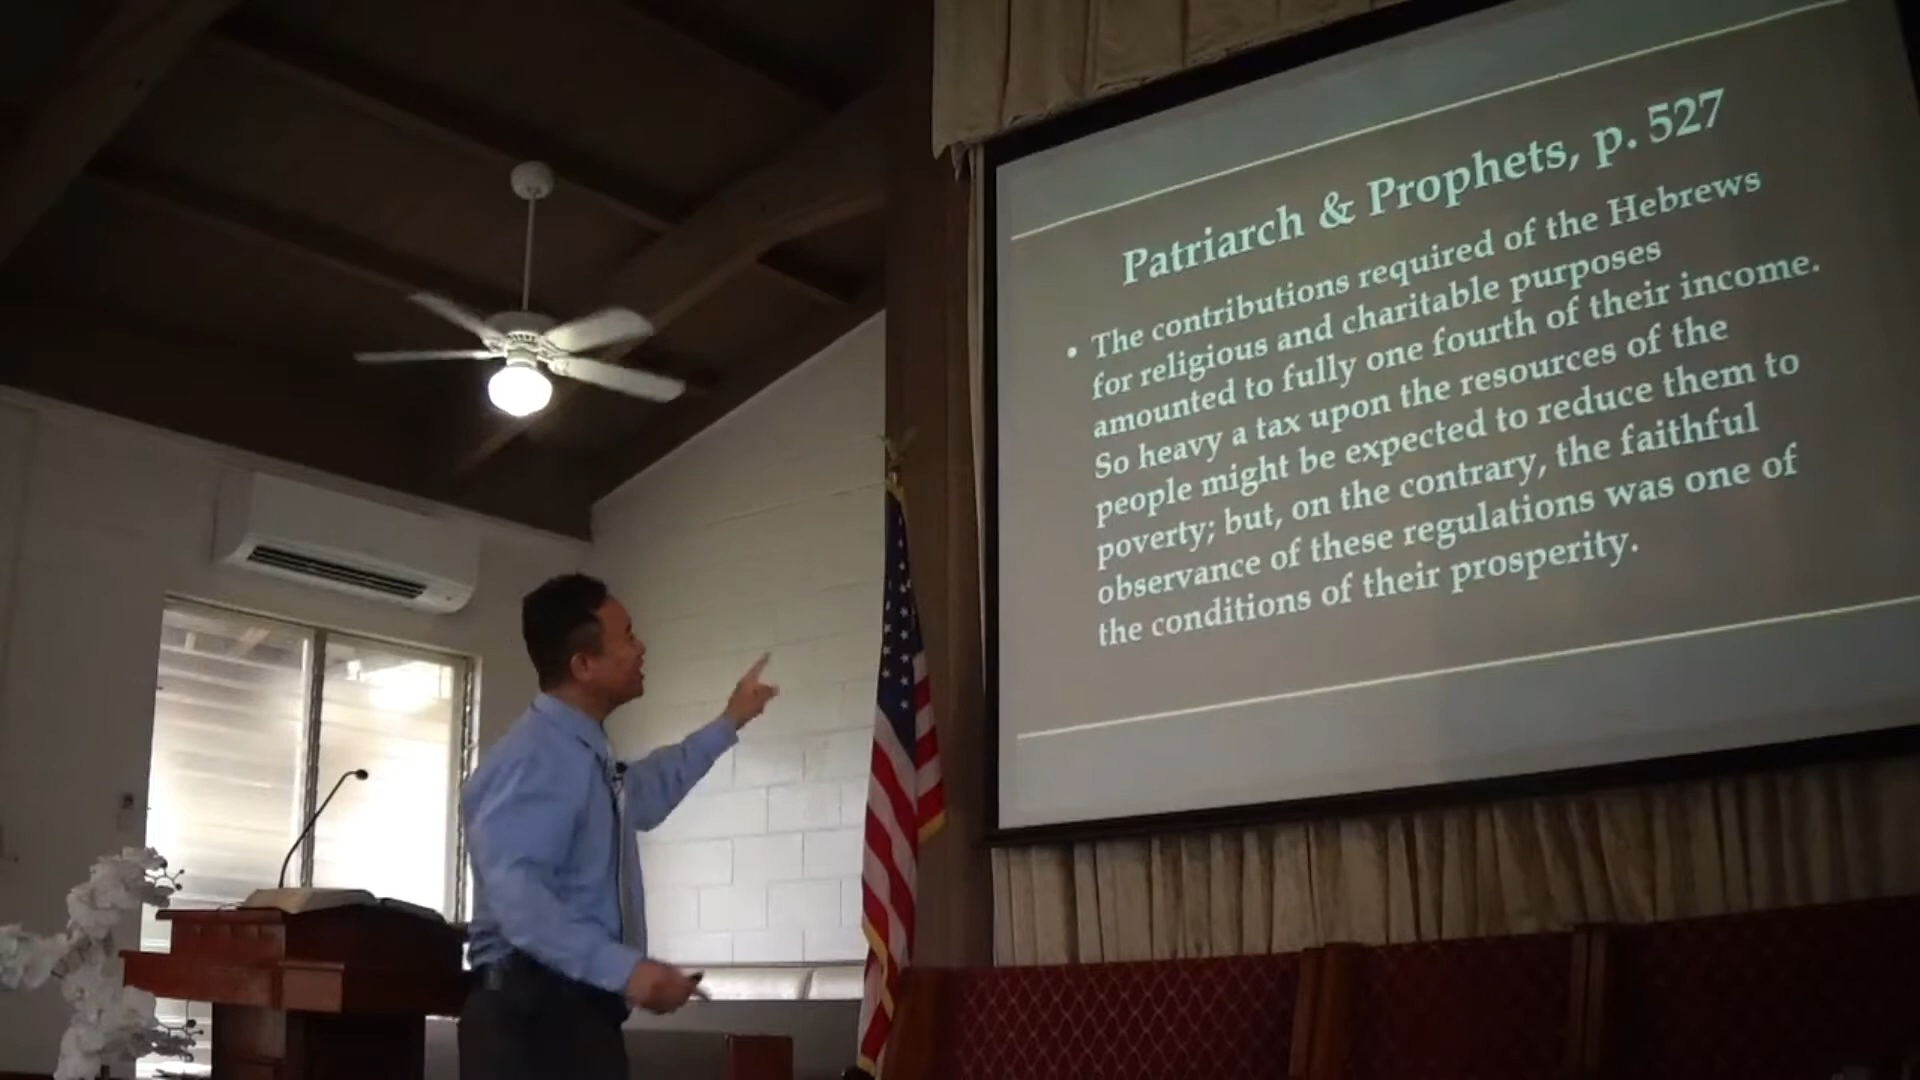 Patriarch & Prophets, p. 527
• The contributions required of the Hebrews
for religious and charitable purposes
amounted to fully one fourth of their income.
So heavy a tax upon the resources of the
people might be expected to reduce them to
poverty; but, on the contrary, the faithful
observance of these regulations was one of
the conditions of their prosperity.